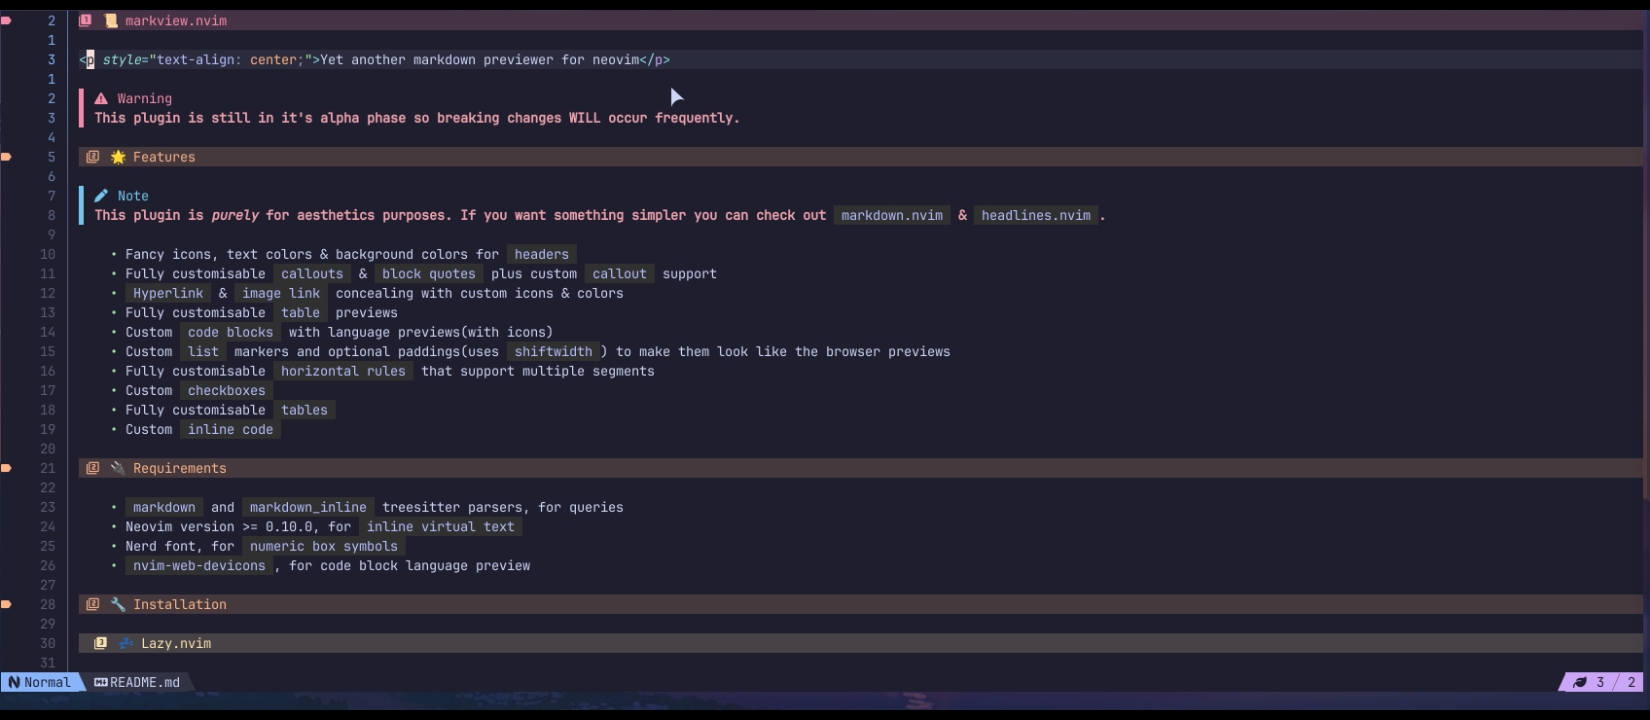 2 markview.nvim
1
3 <p style="text-align: center;">Yet another markdown previewer for neovim</p>
1
2 Warning
3 This plugin is still in it's alpha phase so breaking changes WILL occur frequently.
4
5 Features
6
7 Note
8 This plugin is purely for aesthetics purposes. If you want something simpler you can check out markdown.nvim & headlines.nvim .
9
10 • Fancy icons, text colors & background colors for headers
11 • Fully customisable callouts & block quotes plus custom callout support
12 • Hyperlink & image link concealing with custom icons & colors
13 • Fully customisable table previews
14 • Custom code blocks with language previews(with icons)
15 • Custom list markers and optional paddings(uses shiftwidth ) to make them look like the browser previews
16 • Fully customisable horizontal rules that support multiple segments
17 • Custom checkboxes
18 • Fully customisable tables
19 • Custom inline code
20
21 Requirements
22
23 • markdown and markdown_inline treesitter parsers, for queries
24 • Neovim version >= 0.10.0, for inline virtual text
25 • Nerd font, for numeric box symbols
26 • nvim-web-devicons , for code block language preview
27
28 Installation
29
30 Lazy.nvim
31
Normal README.md 3 / 2